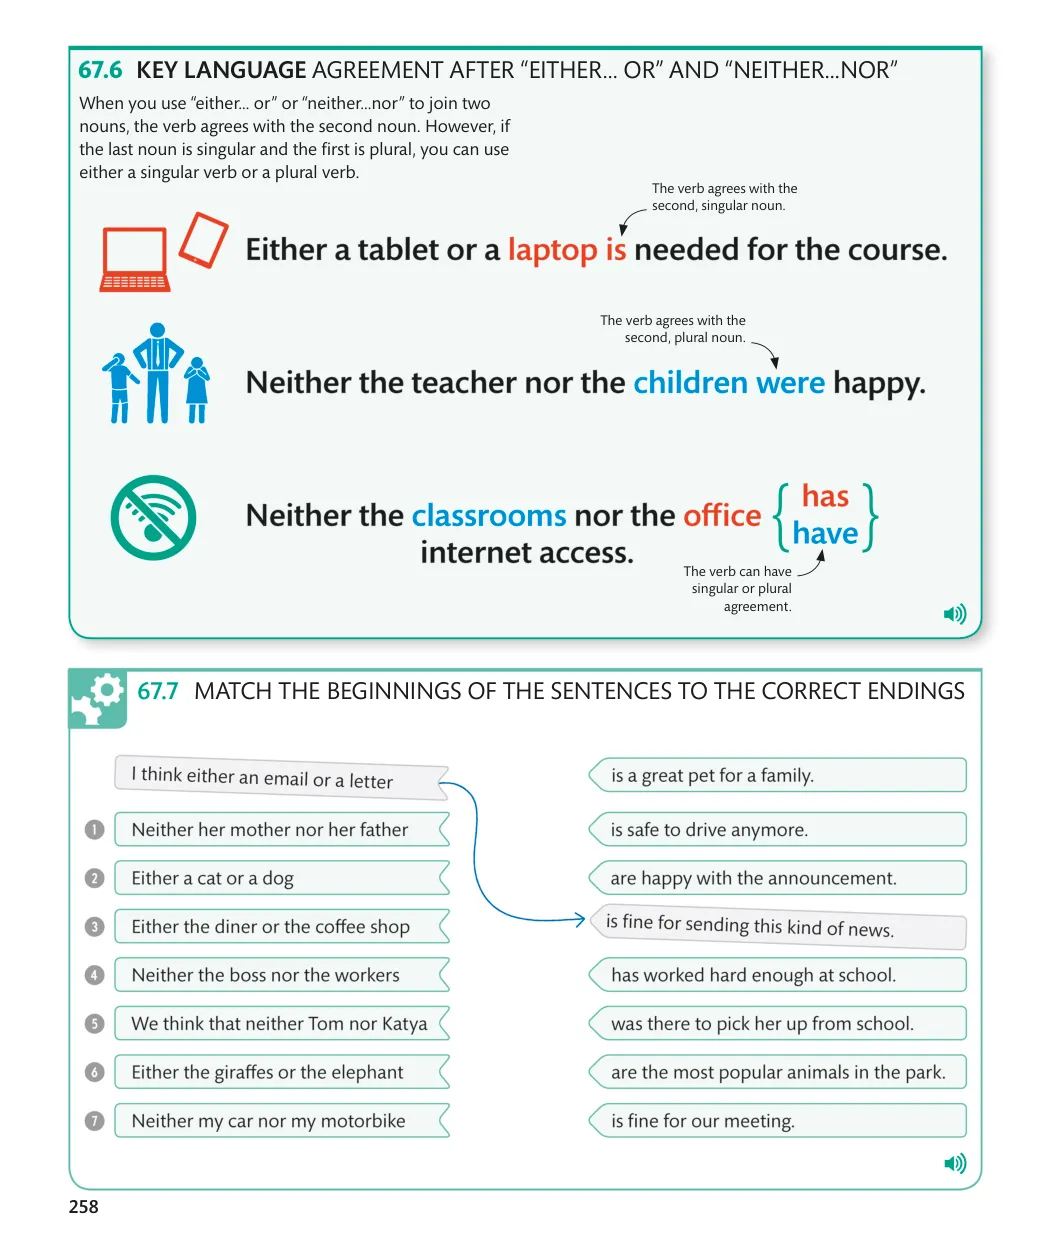 67.6 KEY LANGUAGE AGREEMENT AFTER “EITHER... OR” AND “NEITHER...NOR”
When you use “either... or” or “neither...nor” to join two
nouns, the verb agrees with the second noun. However, if
the last noun is singular and the first is plural, you can use
either a singular verb or a plural verb.
The verb agrees with the
second, singular noun.
Either a tablet or a laptop is needed for the course.
The verb agrees with the
second, plural noun.
Neither the teacher nor the children were happy.
Neither the classrooms nor the office { has
have }
internet access.
The verb can have
singular or plural
agreement.
67.7 MATCH THE BEGINNINGS OF THE SENTENCES TO THE CORRECT ENDINGS
I think either an email or a letter
is a great pet for a family.
1 Neither her mother nor her father
is safe to drive anymore.
2 Either a cat or a dog
are happy with the announcement.
3 Either the diner or the coffee shop
is fine for sending this kind of news.
4 Neither the boss nor the workers
has worked hard enough at school.
5 We think that neither Tom nor Katya
was there to pick her up from school.
6 Either the giraffes or the elephant
are the most popular animals in the park.
7 Neither my car nor my motorbike
is fine for our meeting.
258